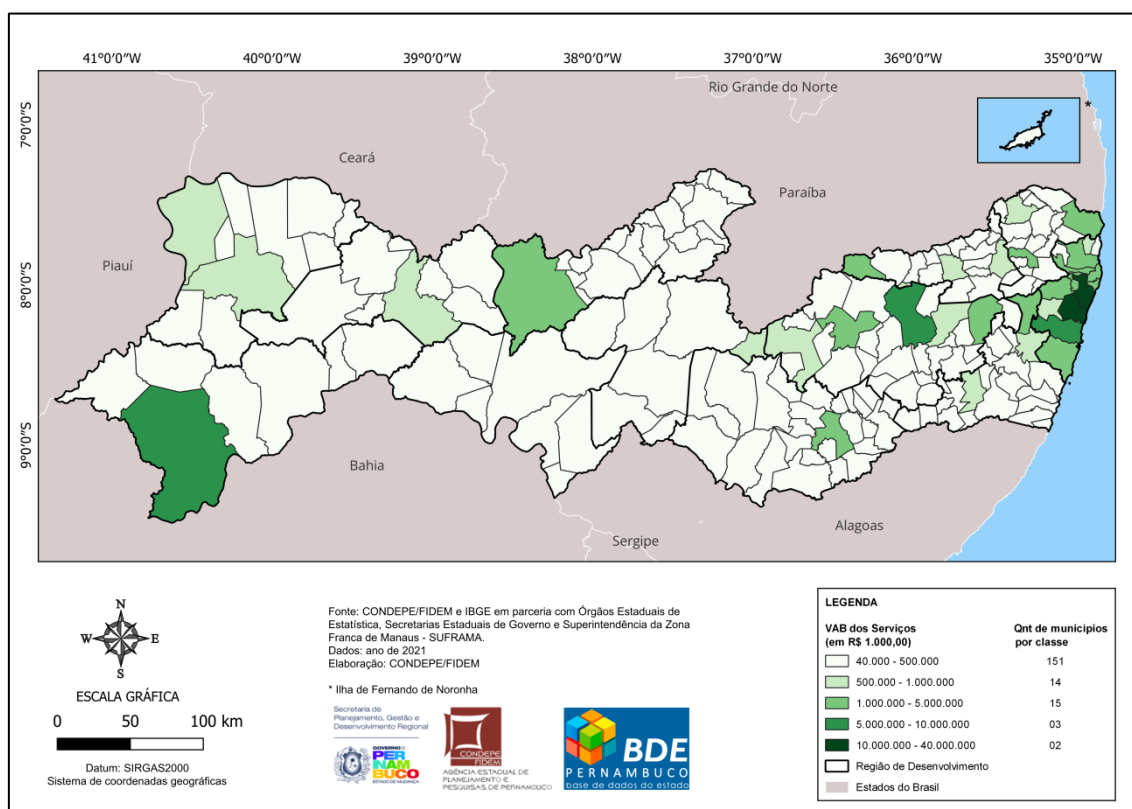 41°0'0"W 40°0'0"W 39°0'0"W 38°0'0"W 37°0'0"W 36°0'0"W 35°0'0"W
7°0'0"S
8°0'0"S
9°0'0"S
Rio Grande do Norte
*
Ceará
Paraíba
Piauí
Bahia
Alagoas
Sergipe
N
W E
S
ESCALA GRÁFICA
0 50 100 km
Datum: SIRGAS2000
Sistema de coordenadas geográficas
Fonte: CONDEPE/FIDEM e IBGE em parceria com Órgãos Estaduais de
Estatística, Secretarias Estaduais de Governo e Superintendência da Zona
Franca de Manaus - SUFRAMA.
Dados: ano de 2021
Elaboração: CONDEPE/FIDEM
* Ilha de Fernando de Noronha
Secretaria de
Planejamento, Gestão e
Desenvolvimento Regional
GOVERNO DE
PERNAMBUCO
ESTADO DE MUDANÇA
CONDEPE
FIDEM
AGÊNCIA ESTADUAL DE
PLANEJAMENTO E
PESQUISAS DE PERNAMBUCO
BDE
PERNAMBUCO
base de dados do estado
LEGENDA
VAB dos Serviços Qnt de municipios
(em R$ 1.000,00) por classe
40.000 - 500.000 151
500.000 - 1.000.000 14
1.000.000 - 5.000.000 15
5.000.000 - 10.000.000 03
10.000.000 - 40.000.000 02
Região de Desenvolvimento
Estados do Brasil